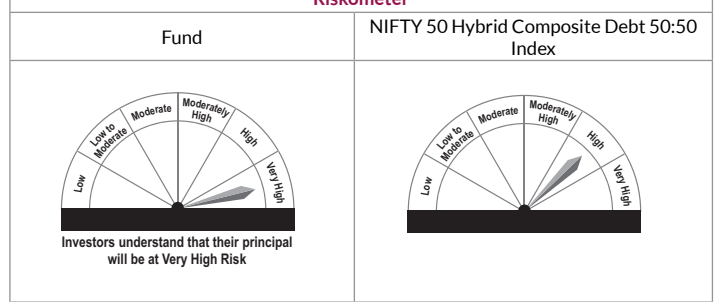 Riskometer
Fund
NIFTY 50 Hybrid Composite Debt 50:50
Index
Low
Low to
Moderate
Moderate
Moderately
High
High
Very High
Investors understand that their principal
will be at Very High Risk
Low
Low to
Moderate
Moderate
Moderately
High
High
Very High